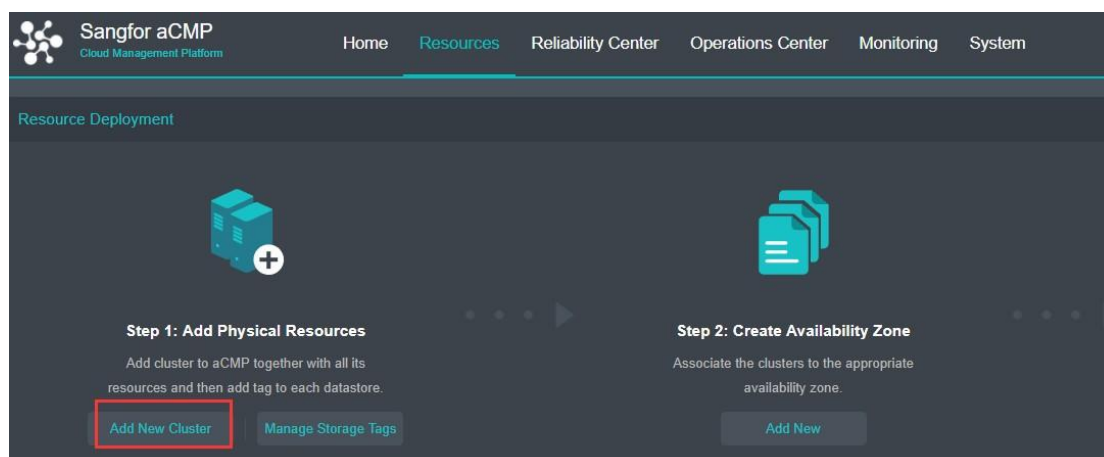 Sangfor aCMP
Cloud Management Platform
Home Resources Reliability Center Operations Center Monitoring System
Resource Deployment
Step 1: Add Physical Resources
Add cluster to aCMP together with all its
resources and then add tag to each datastore.
Add New Cluster Manage Storage Tags
Step 2: Create Availability Zone
Associate the clusters to the appropriate
availability zone.
Add New